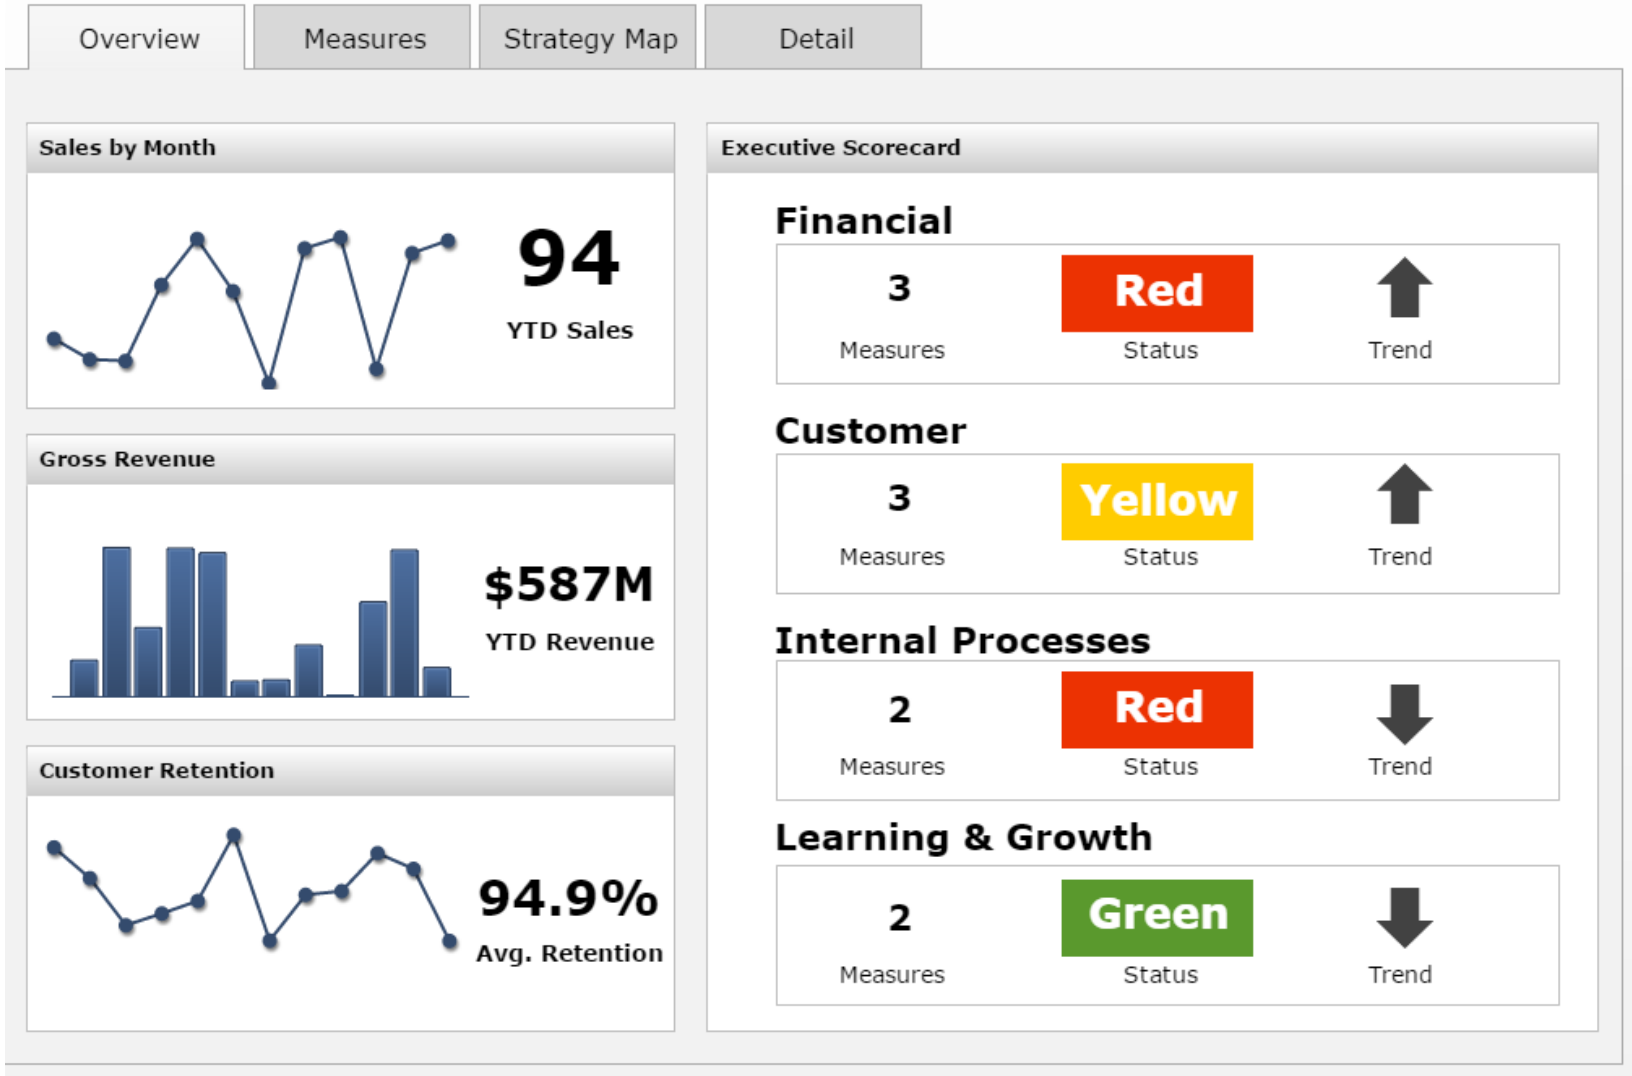 Overview
Measures
Strategy Map
Detail
Sales by Month
94
YTD Sales
Gross Revenue
$587M
YTD Revenue
Customer Retention
94.9%
Avg. Retention
Executive Scorecard
Financial
3
Measures
Red
Status
Trend
Customer
3
Measures
Yellow
Status
Trend
Internal Processes
2
Measures
Red
Status
Trend
Learning & Growth
2
Measures
Green
Status
Trend